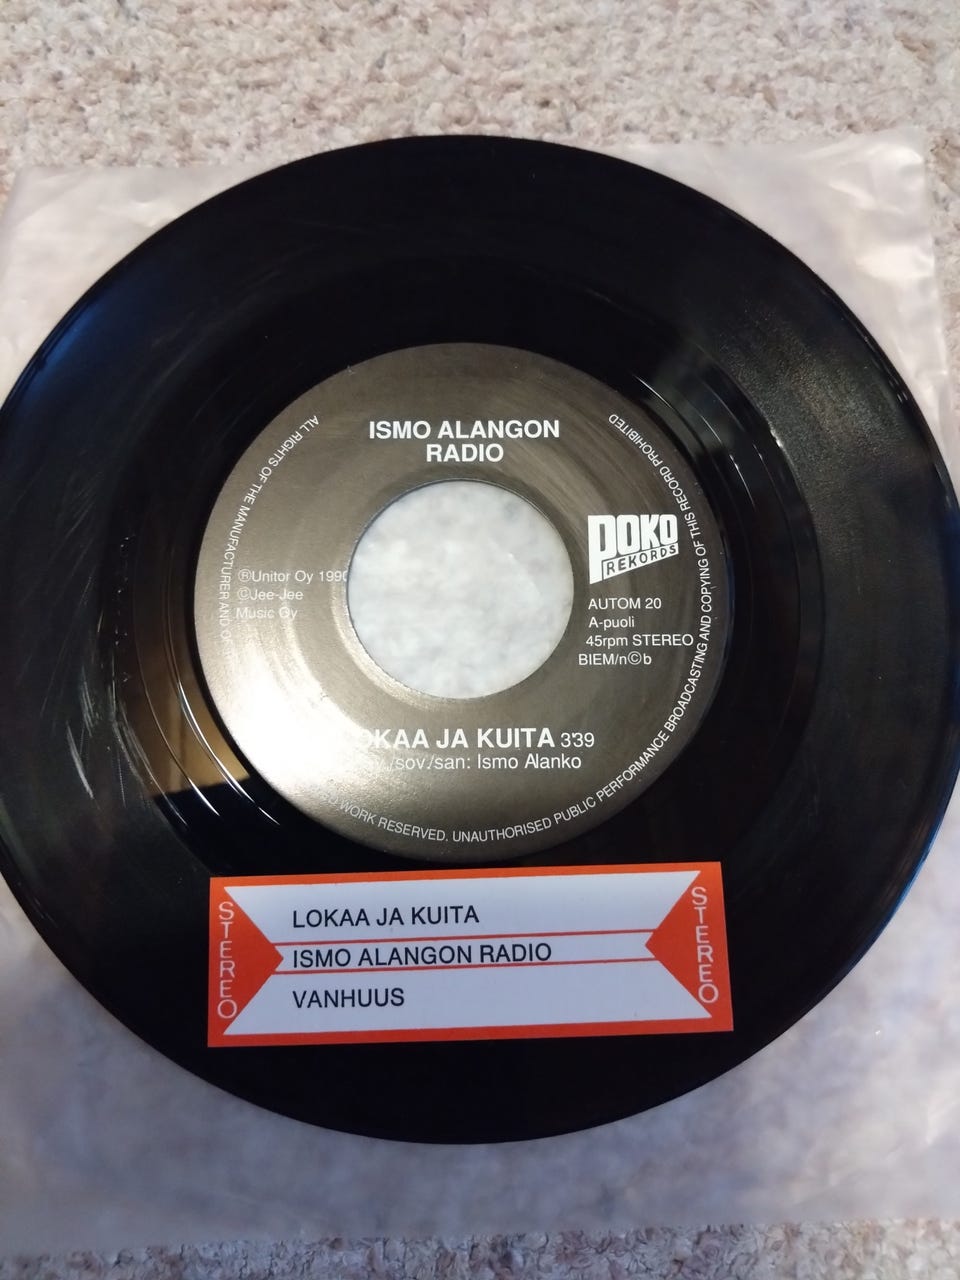 ISMO ALANGON
RADIO
POKO
REKORDS
ⓇUnitor Oy 1990
©Jee-Jee
Music Oy
AUTOM 20
A-puoli
45rpm STEREO
BIEM/n©b
OKAA JA KUITA 3'39
/sov./san: Ismo Alanko
ALL RIGHTS OF THE MANUFACTURER AND
WORK RESERVED. UNAUTHORISED PUBLIC PERFORMANCE BROADCASTING AND COPYING OF THIS RECORD PROHIBITED
STEREO
LOKAA JA KUITA
ISMO ALANGON RADIO
VANHUUS
STEREO